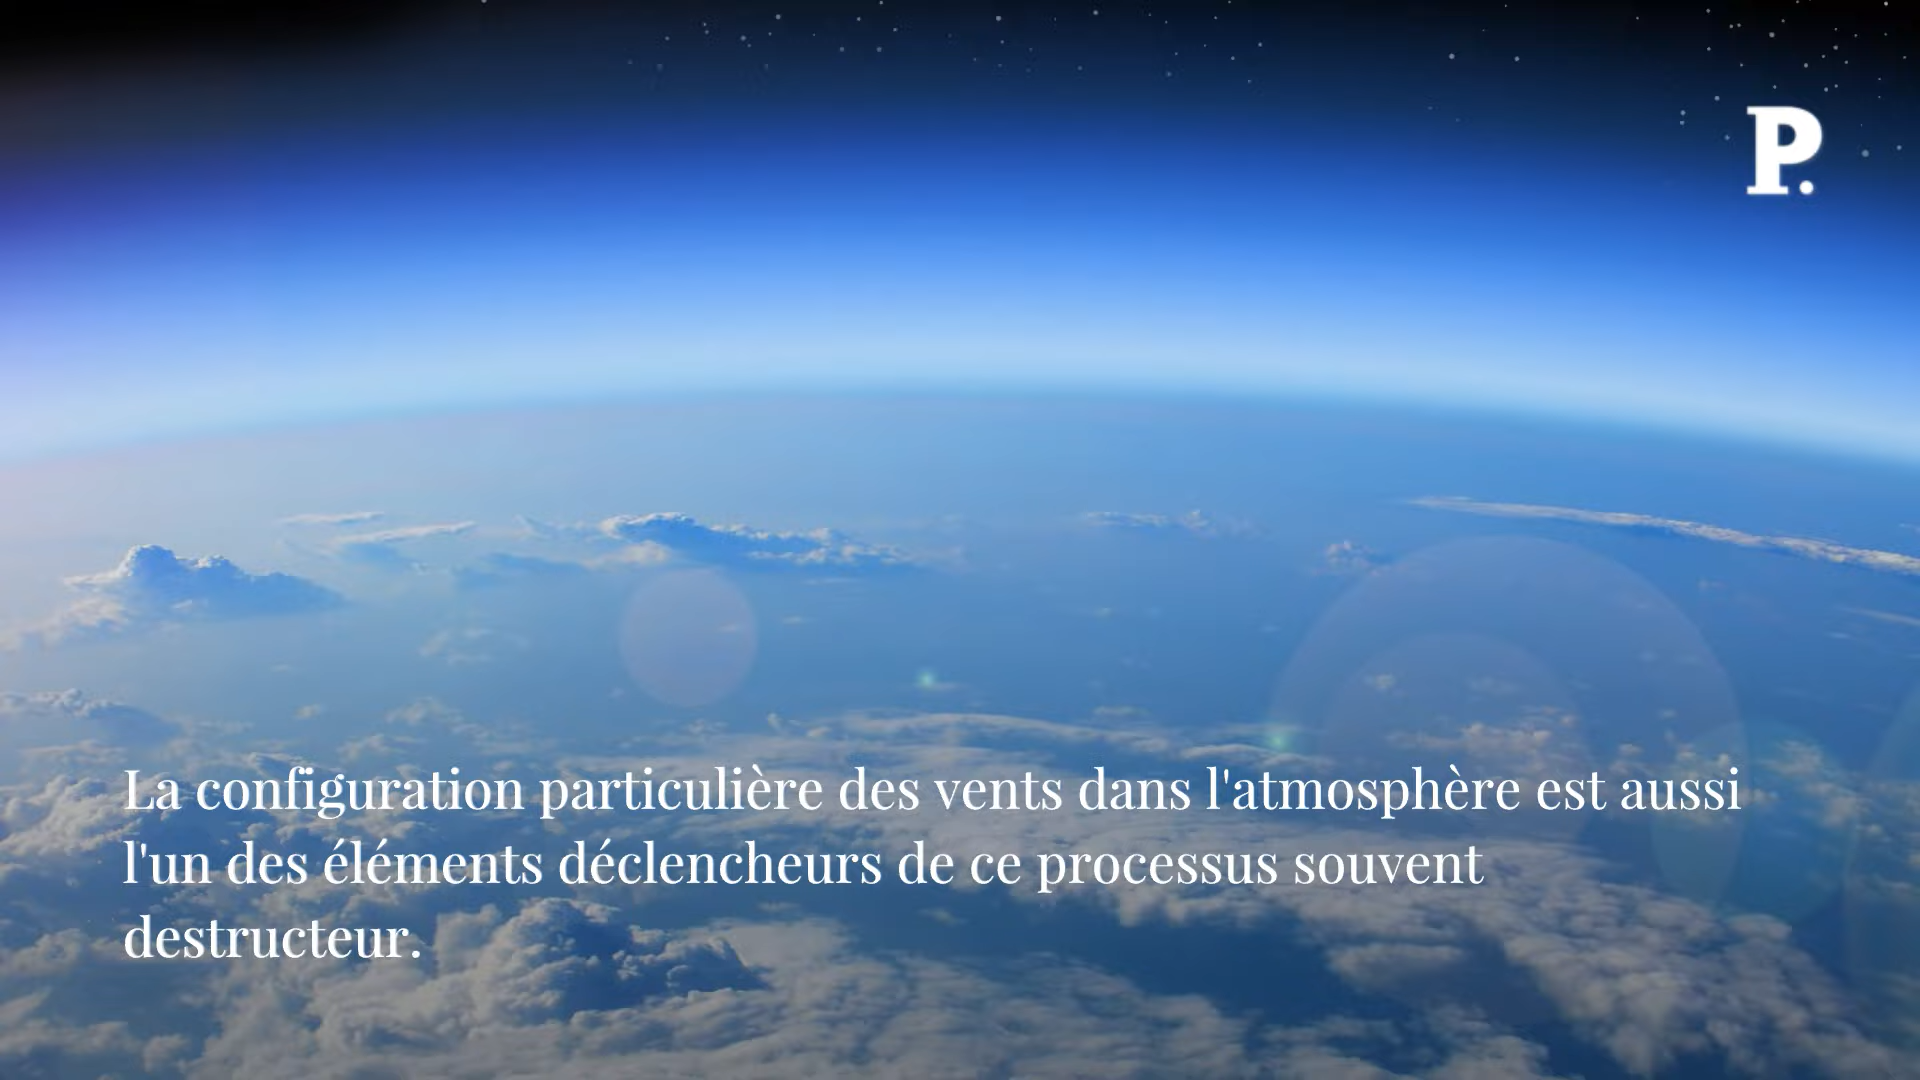 P.
La configuration particulière des vents dans l'atmosphère est aussi
l'un des éléments déclencheurs de ce processus souvent
destructeur.